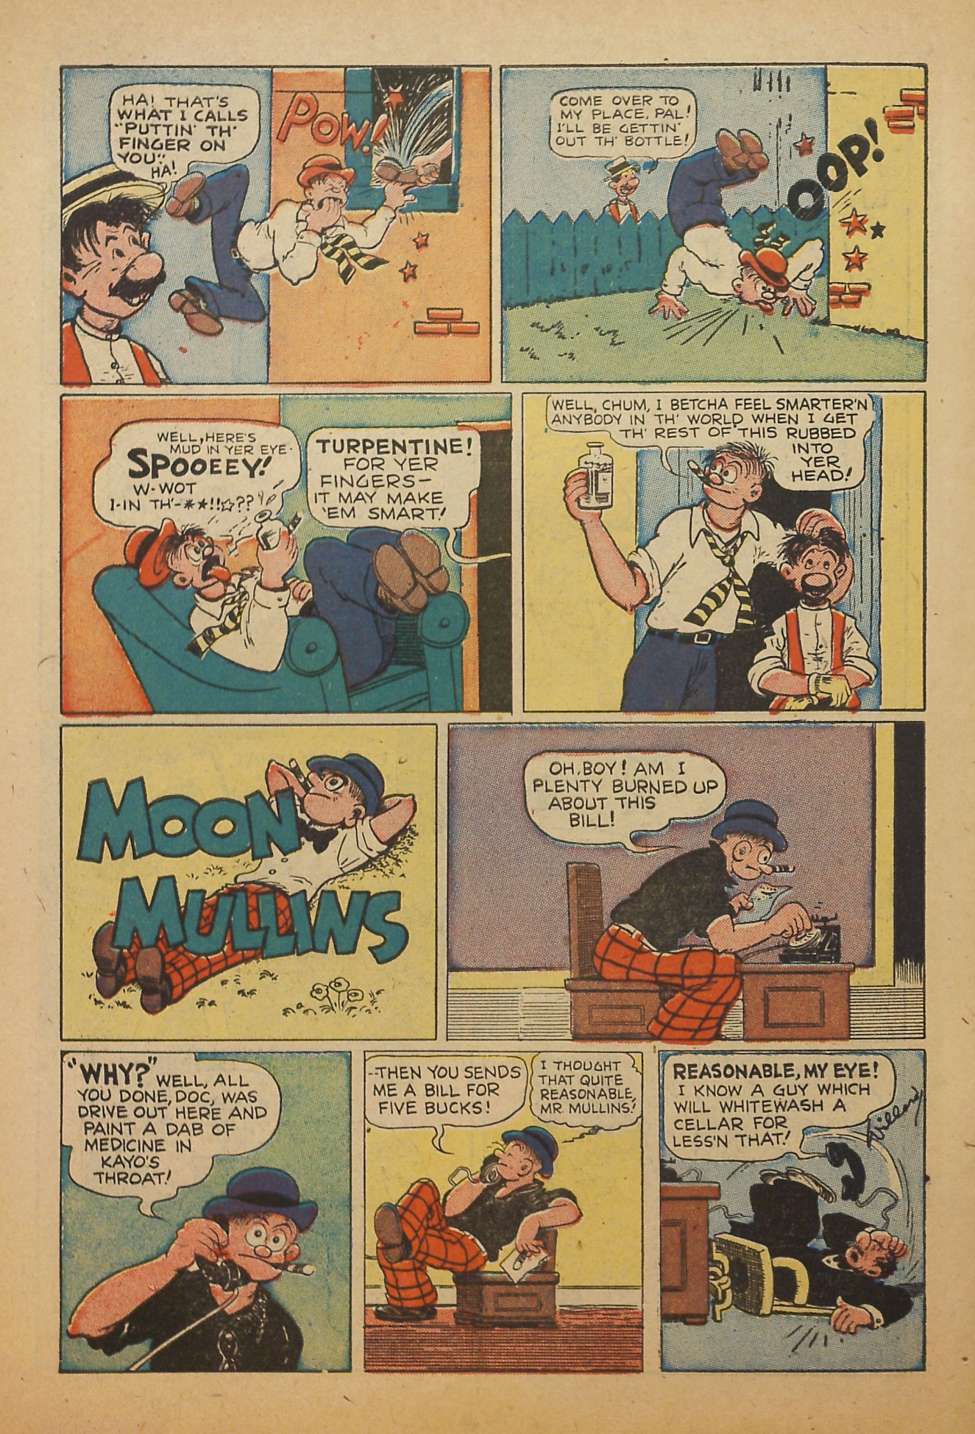 HA! THAT'S
WHAT I CALLS
"PUTTIN' TH'
FINGER ON
YOU".
HA!
POW!
COME OVER TO
MY PLACE, PAL!
I'LL BE GETTIN'
OUT TH' BOTTLE!
OOP!
WELL, HERE'S
MUD IN YER EYE-
SPOOEEY!
W-WOT
I-IN TH'-**!!☆??
TURPENTINE!
FOR YER
FINGERS—
IT MAY MAKE
'EM SMART!
WELL, CHUM, I BETCHA FEEL SMARTER'N
ANYBODY IN TH' WORLD, WHEN I GET
TH' REST OF THIS RUBBED
INTO
YER
HEAD!
MOON
MULLINS
OH, BOY! AM I
PLENTY BURNED UP
ABOUT THIS
BILL!
"WHY?" WELL, ALL
YOU DONE, DOC, WAS
DRIVE OUT HERE AND
PAINT A DAB OF
MEDICINE IN
KAYO'S
THROAT!
--THEN YOU SENDS
ME A BILL FOR
FIVE BUCKS!
I THOUGHT
THAT QUITE
REASONABLE,
MR. MULLINS!
REASONABLE, MY EYE!
I KNOW A GUY WHICH
WILL WHITEWASH A
CELLAR FOR
LESS'N THAT!
Willard